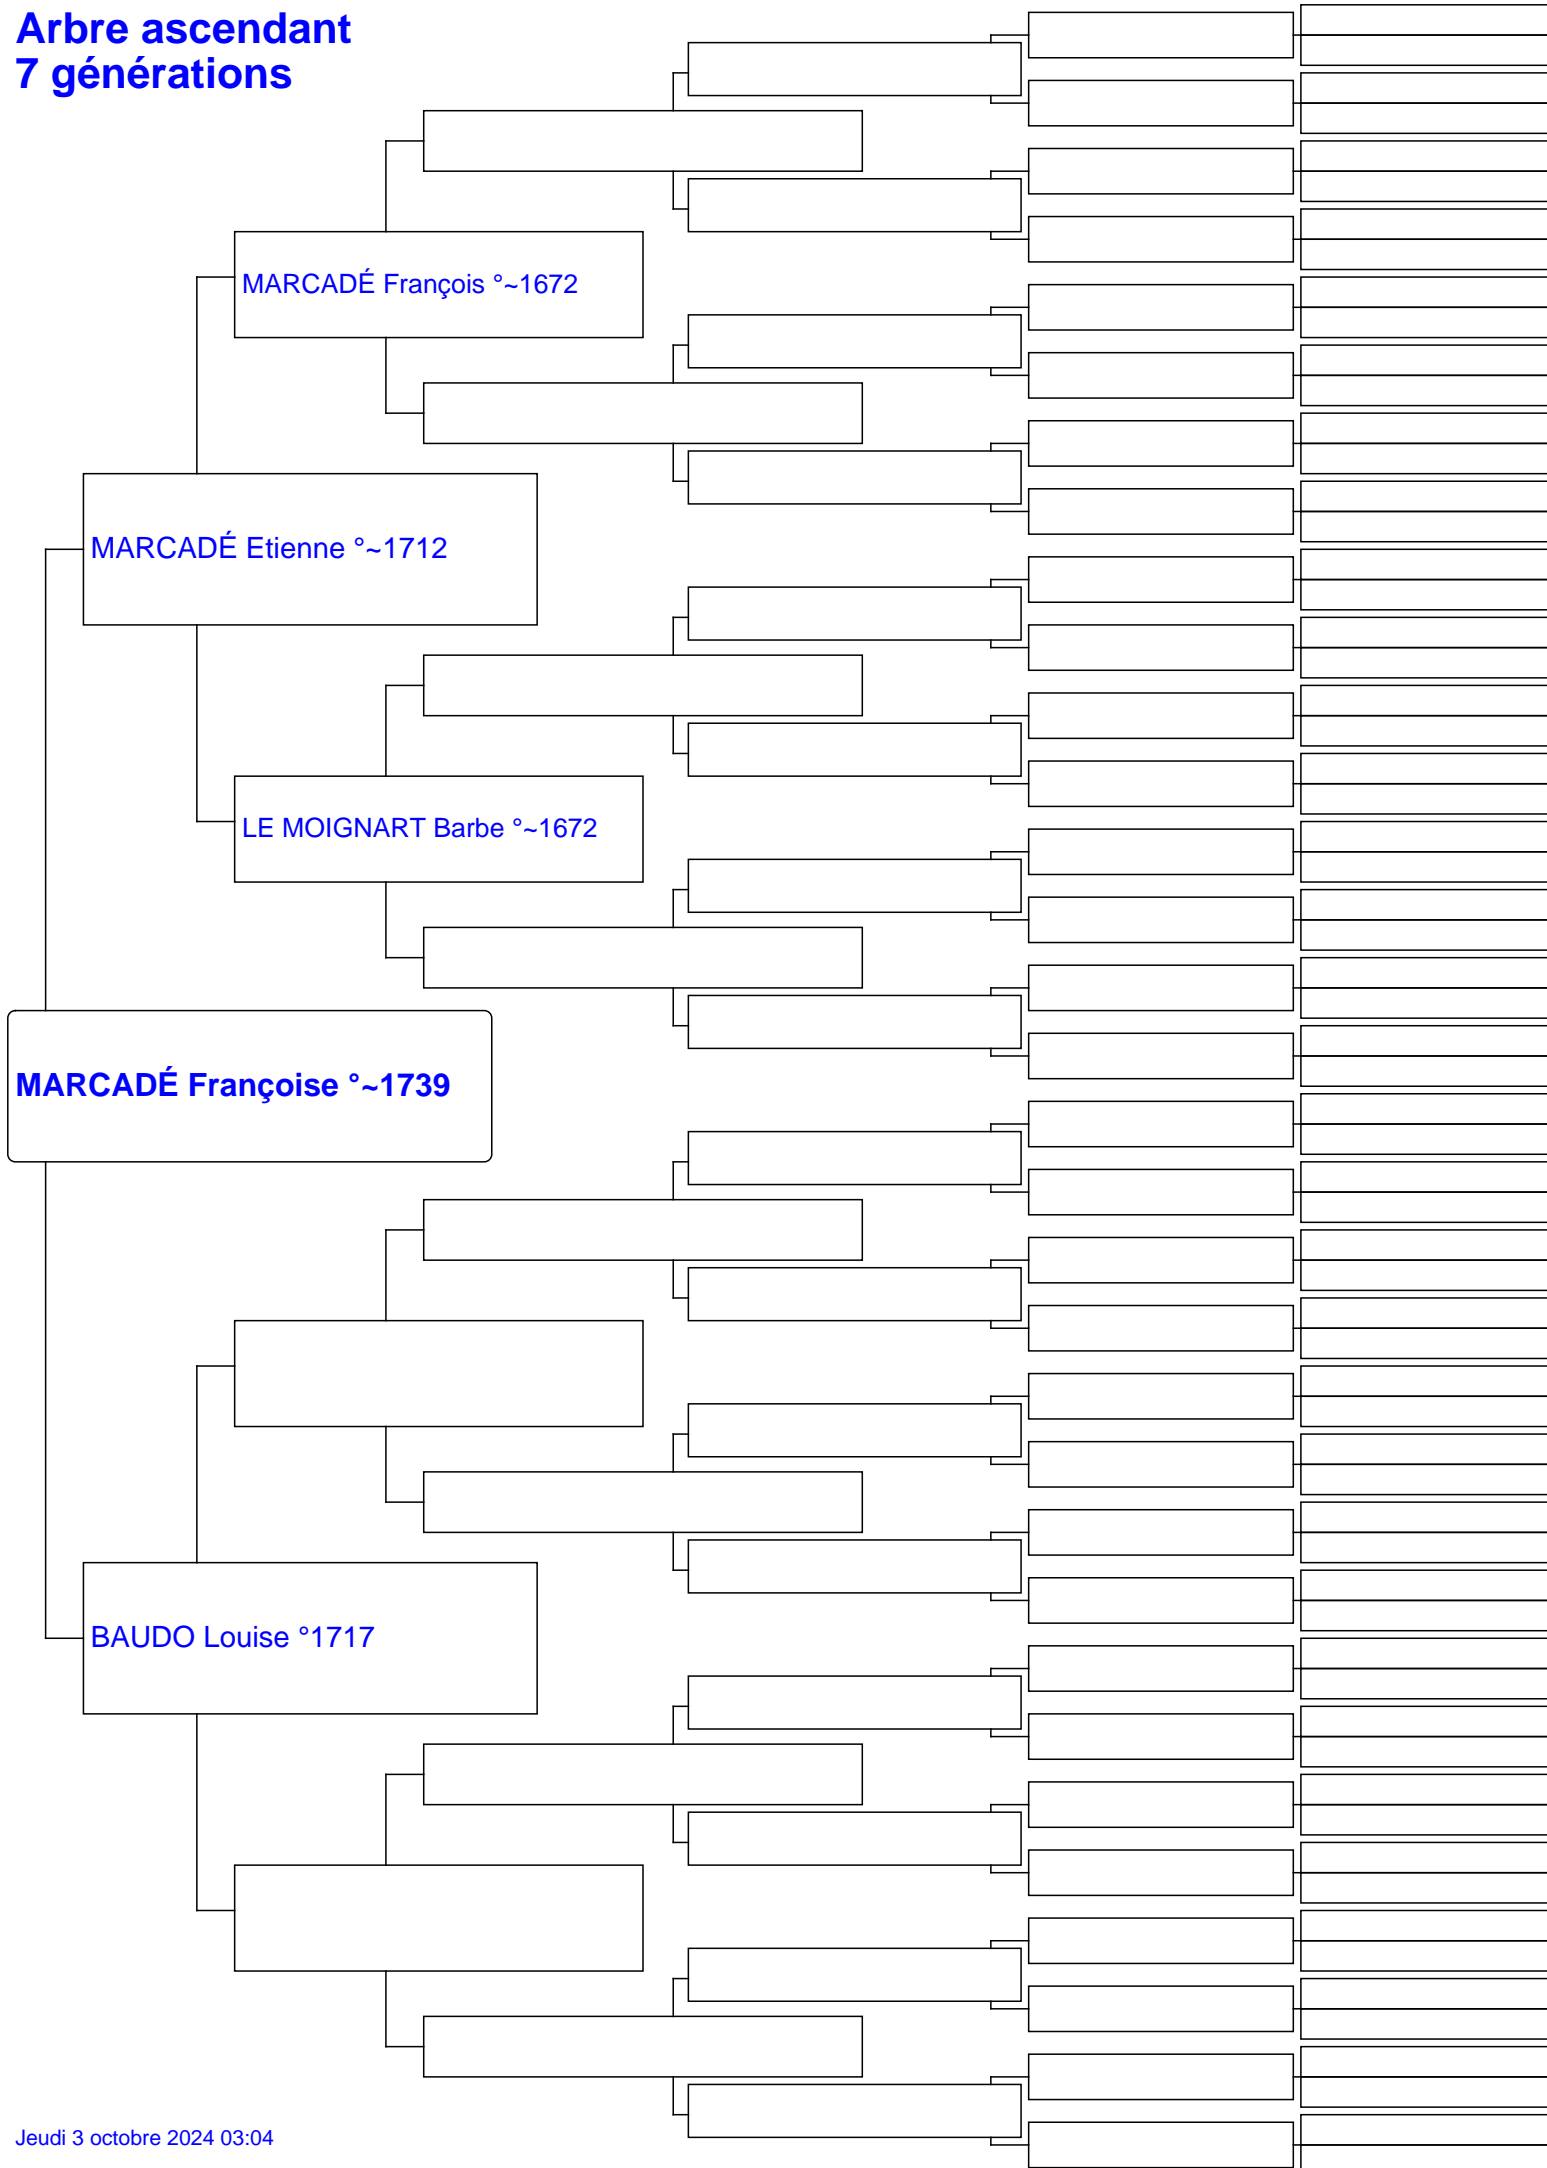 Arbre ascendant
7 générations
MARCADÉ François °~1672
MARCADÉ Etienne °~1712
LE MOIGNART Barbe °~1672
MARCADÉ Françoise °~1739
BAUDO Louise °1717
Jeudi 3 octobre 2024 03:04